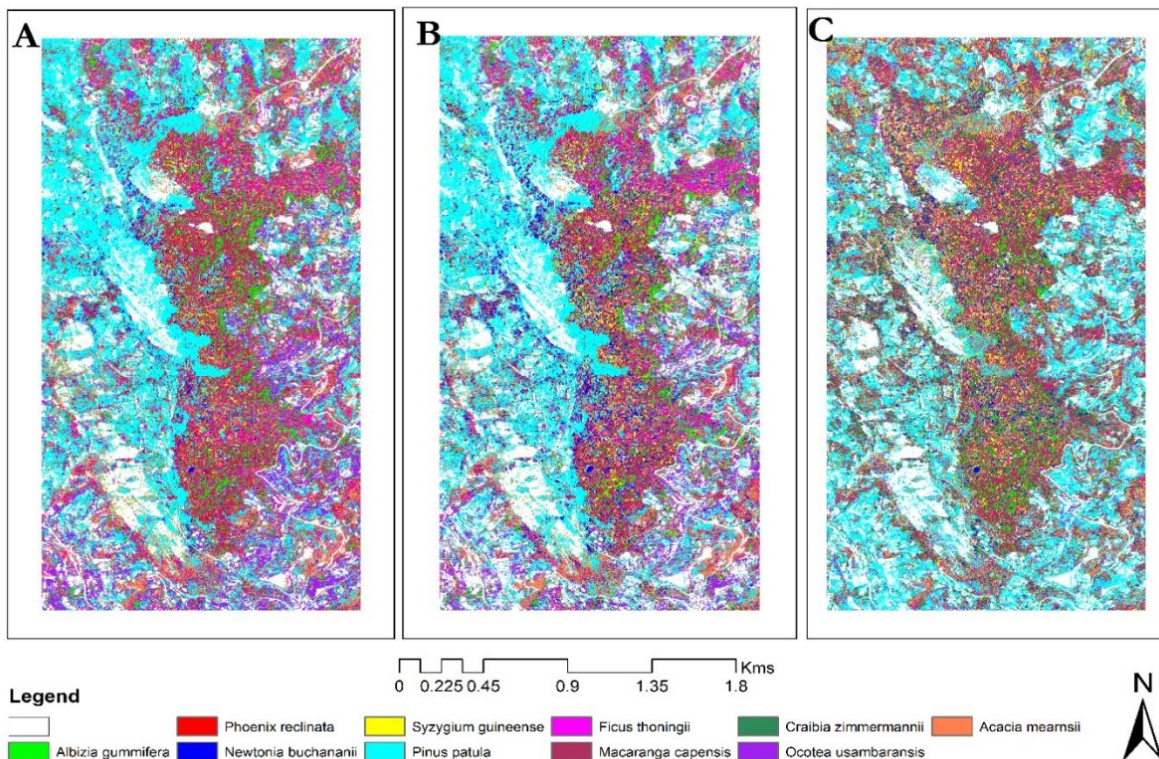 A B C
Kms
0 0.225 0.45 0.9 1.35 1.8
N
Legend
Phoenix reclinata Syzygium guineense Ficus thoningii Craibia zimmermannii Acacia mearnsii
Albizia gummifera Newtonia buchananii Pinus patula Macaranga capensis Ocotea usambaransis